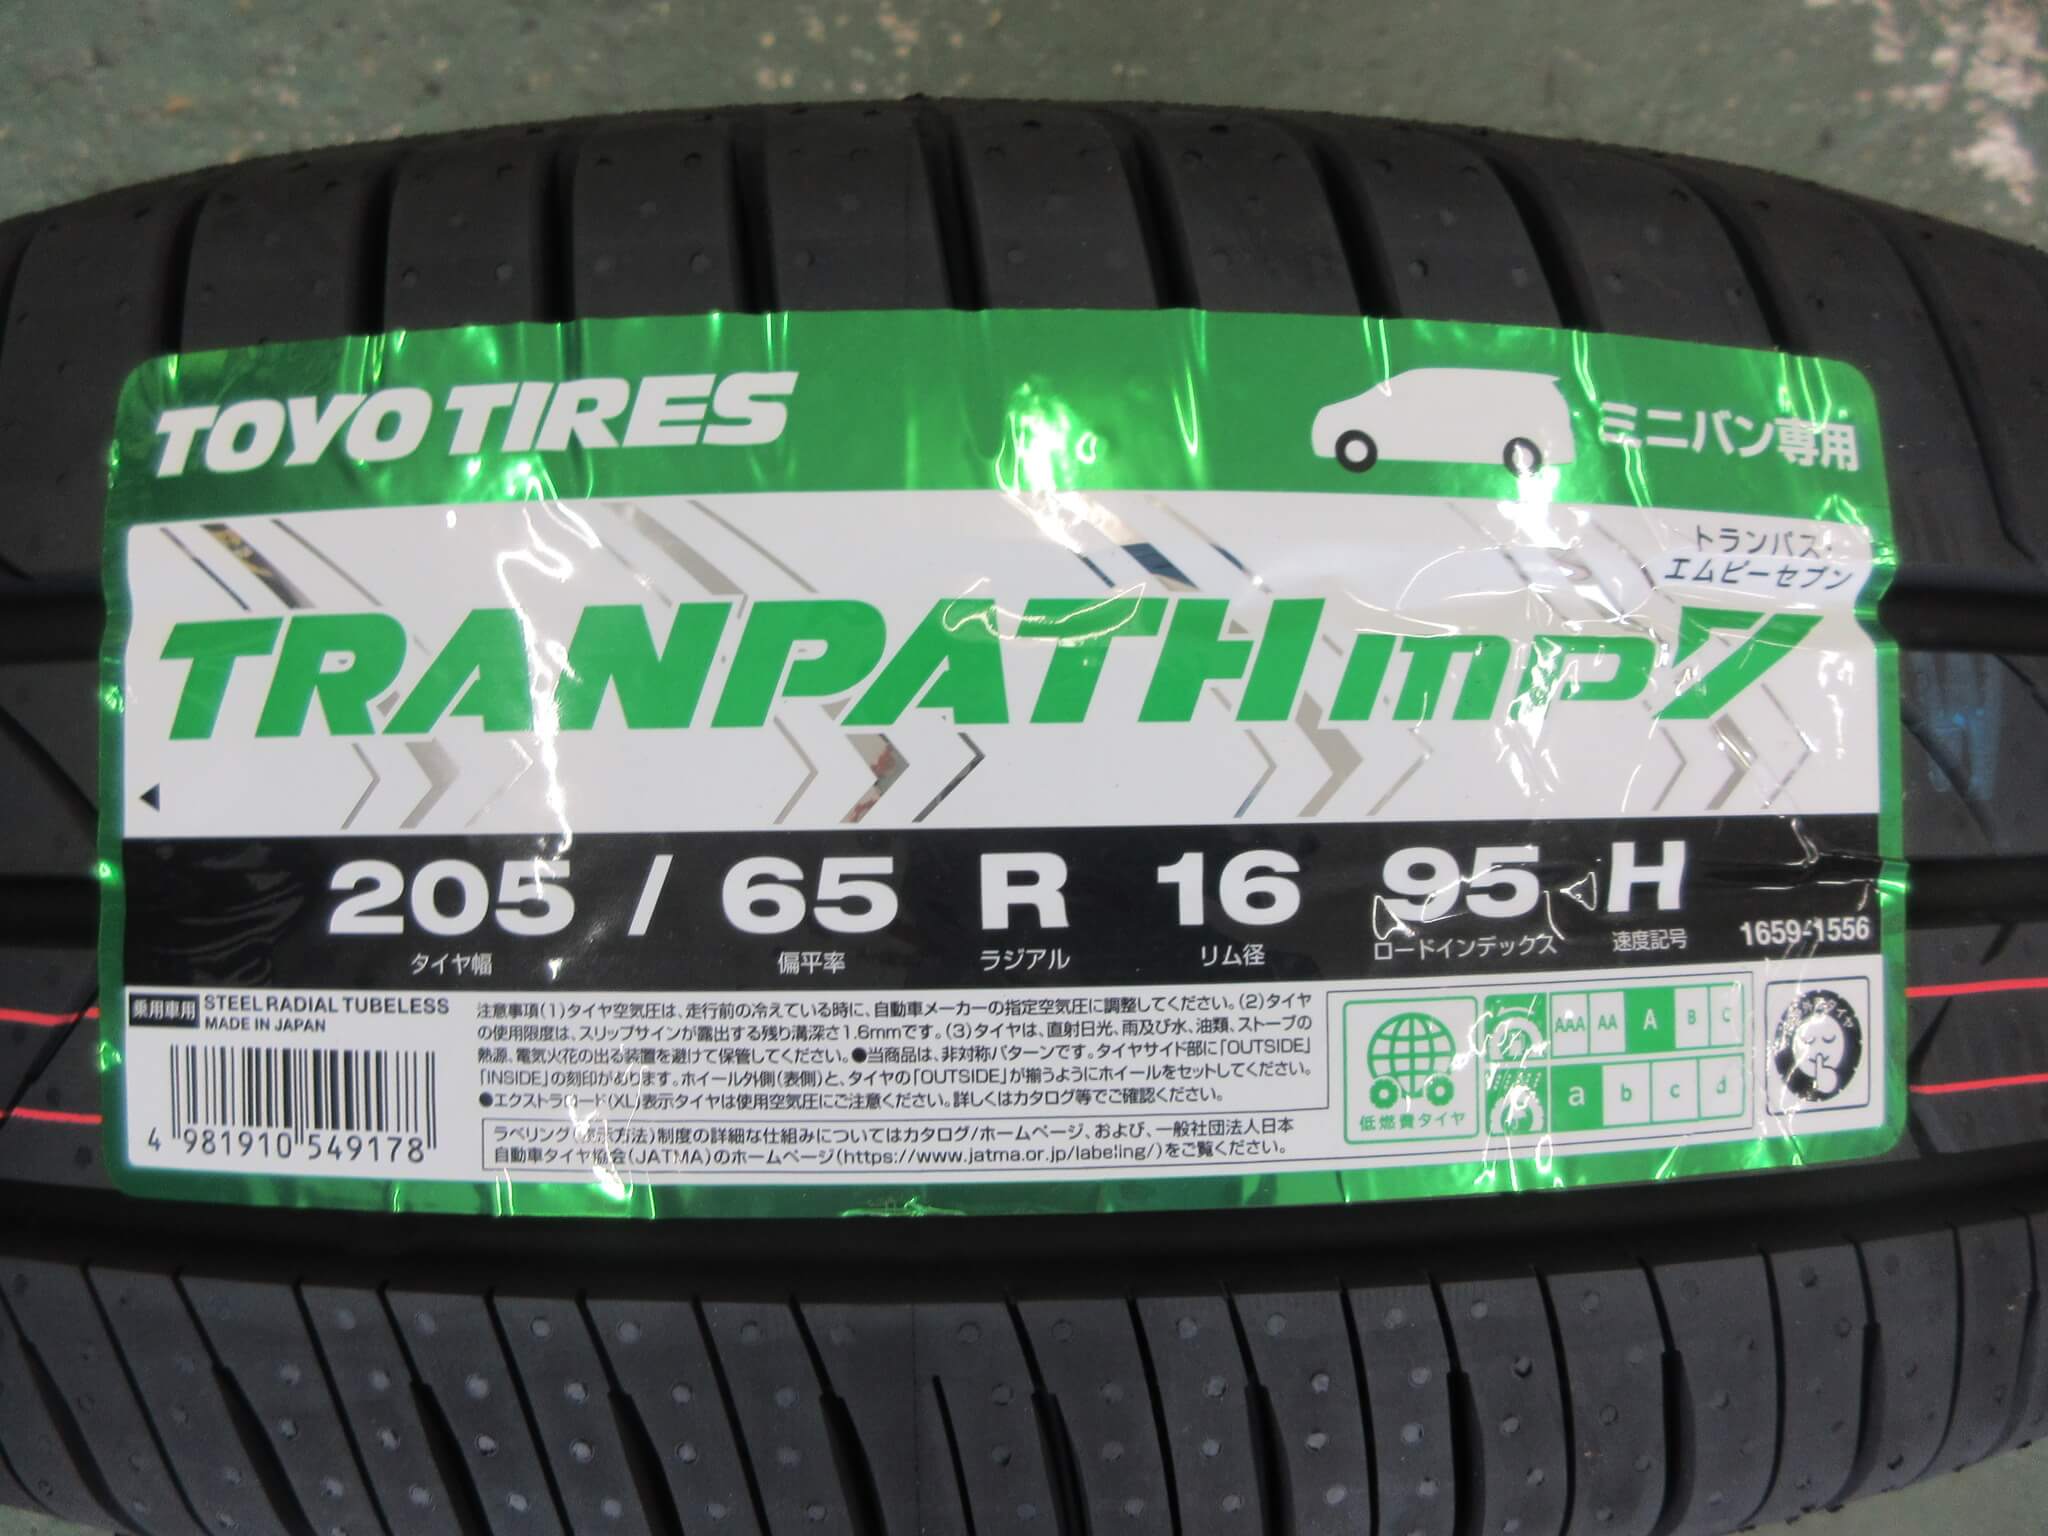 TOYO TIRES
ミニバン専用
トランパス・
エムピーセブン
TRANPATH mp7
205 / 65 R 16 95 H
タイヤ幅 偏平率 ラジアル リム径 ロードインデックス 速度記号 1659-1556
乗用車用 STEEL RADIAL TUBELESS
MADE IN JAPAN
4 981910 549178
注意事項(1)タイヤ空気圧は、走行前の冷えている時に、自動車メーカーの指定空気圧に調整してください。(2)タイヤ
の使用限度は、スリップサインが露出する残り溝深さ1.6mmです。(3)タイヤは、直射日光、雨及び水、油類、ストーブの
熱源、電気火花の出る装置を避けて保管してください。●当商品は、非対称パターンです。タイヤサイド部に「OUTSIDE」
「INSIDE」の刻印があります。ホイール外側(表側)と、タイヤの「OUTSIDE」が揃うようにホイールをセットしてください。
●エクストラロード(XL)表示タイヤは使用空気圧にご注意ください。詳しくはカタログ等でご確認ください。
ラベリング(表示方法)制度の詳細な仕組みについてはカタログ/ホームページ、および、一般社団法人日本
自動車タイヤ協会(JATMA)のホームページ(https://www.jatma.or.jp/labeling/)をご覧ください。
低燃費タイヤ
AAA AA A B C
a b c d